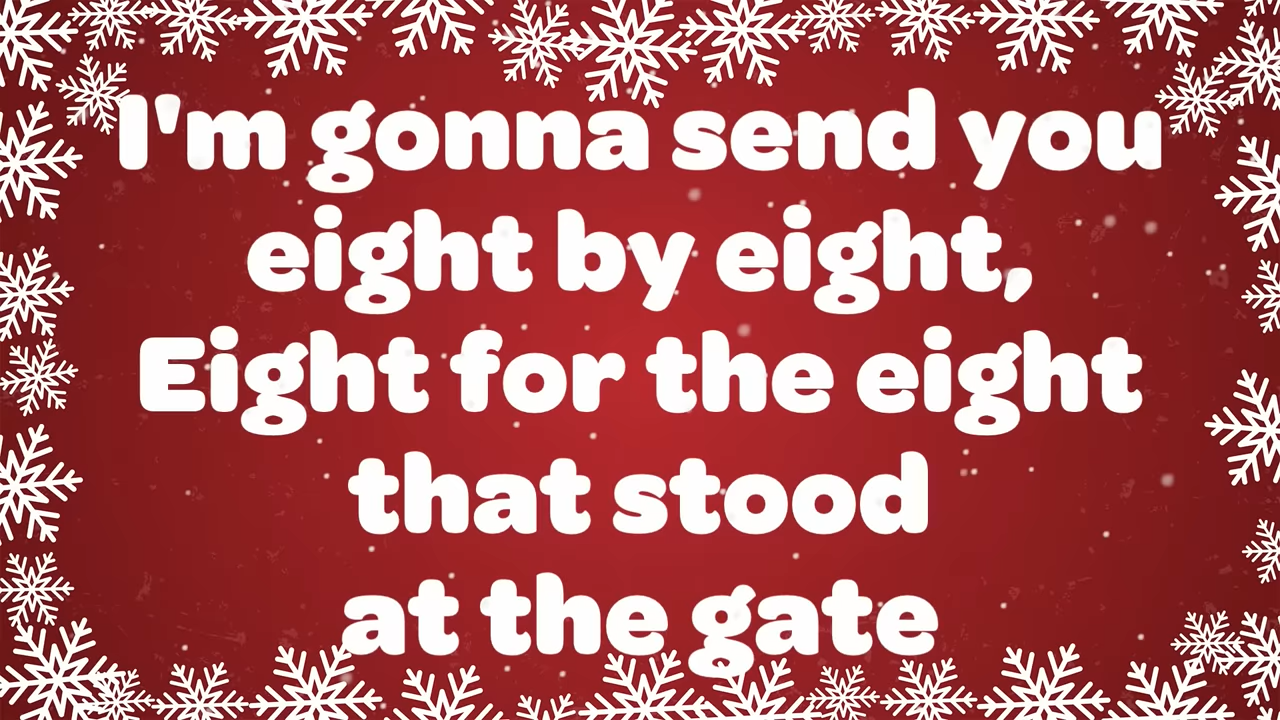 I'm gonna send you
eight by eight,
Eight for the eight
that stood
at the gate